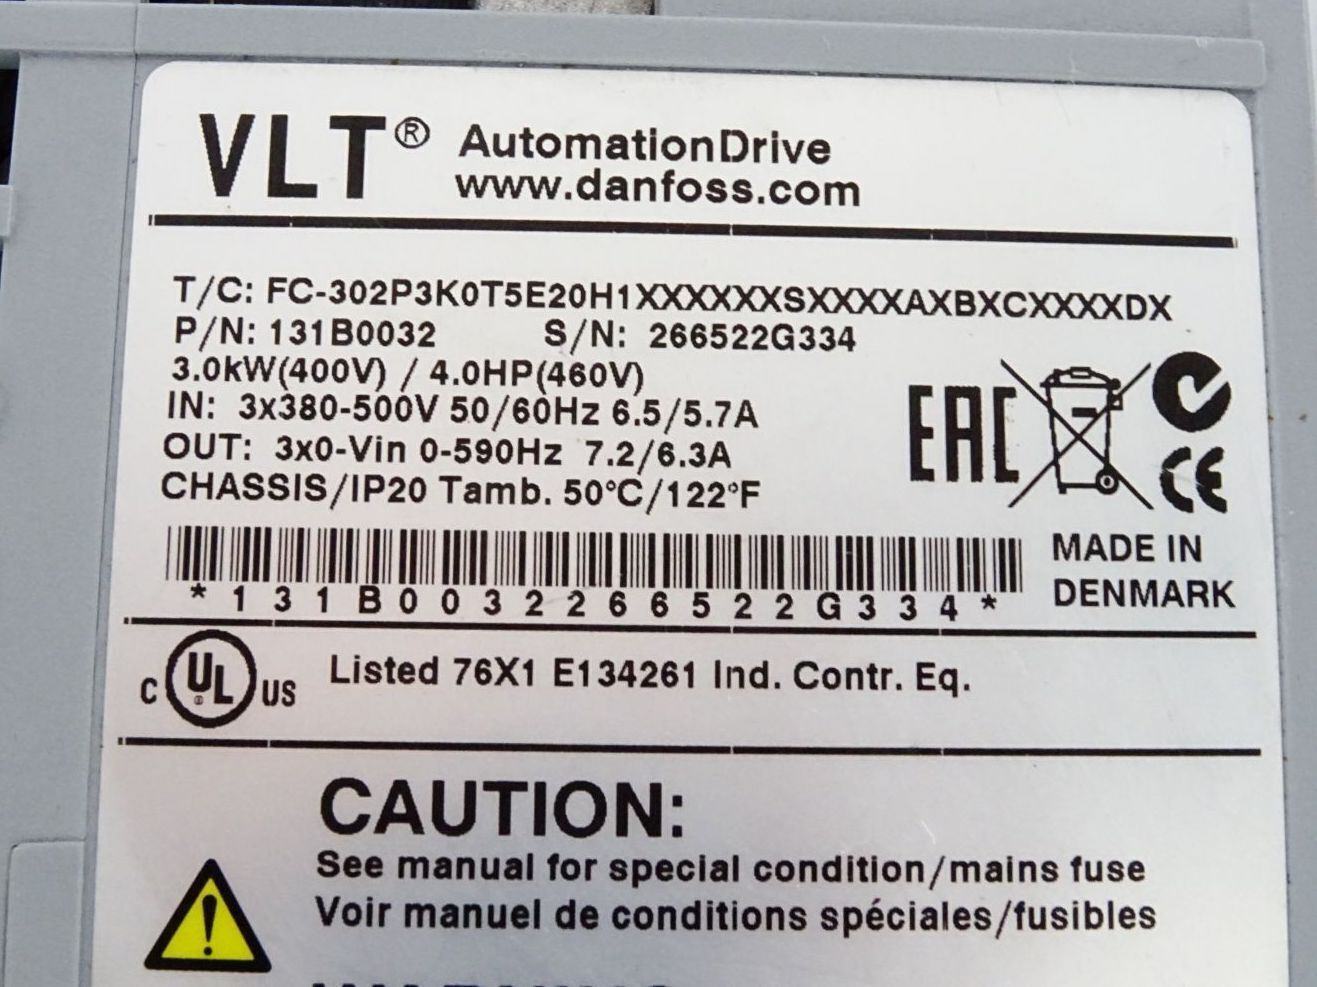 VLT® AutomationDrive
www.danfoss.com
T/C: FC-302P3K0T5E20H1XXXXXXSXXXXAXBXCXXXXDX
P/N: 131B0032 S/N: 266522G334
3.0kW(400V) / 4.0HP(460V)
IN: 3x380-500V 50/60Hz 6.5/5.7A
OUT: 3x0-Vin 0-590Hz 7.2/6.3A
CHASSIS/IP20 Tamb. 50°C/122°F
EAC
CE
*131B0032266522G334*
MADE IN
DENMARK
C UL® US Listed 76X1 E134261 Ind. Contr. Eq.
CAUTION:
See manual for special condition/mains fuse
Voir manuel de conditions spéciales/fusibles